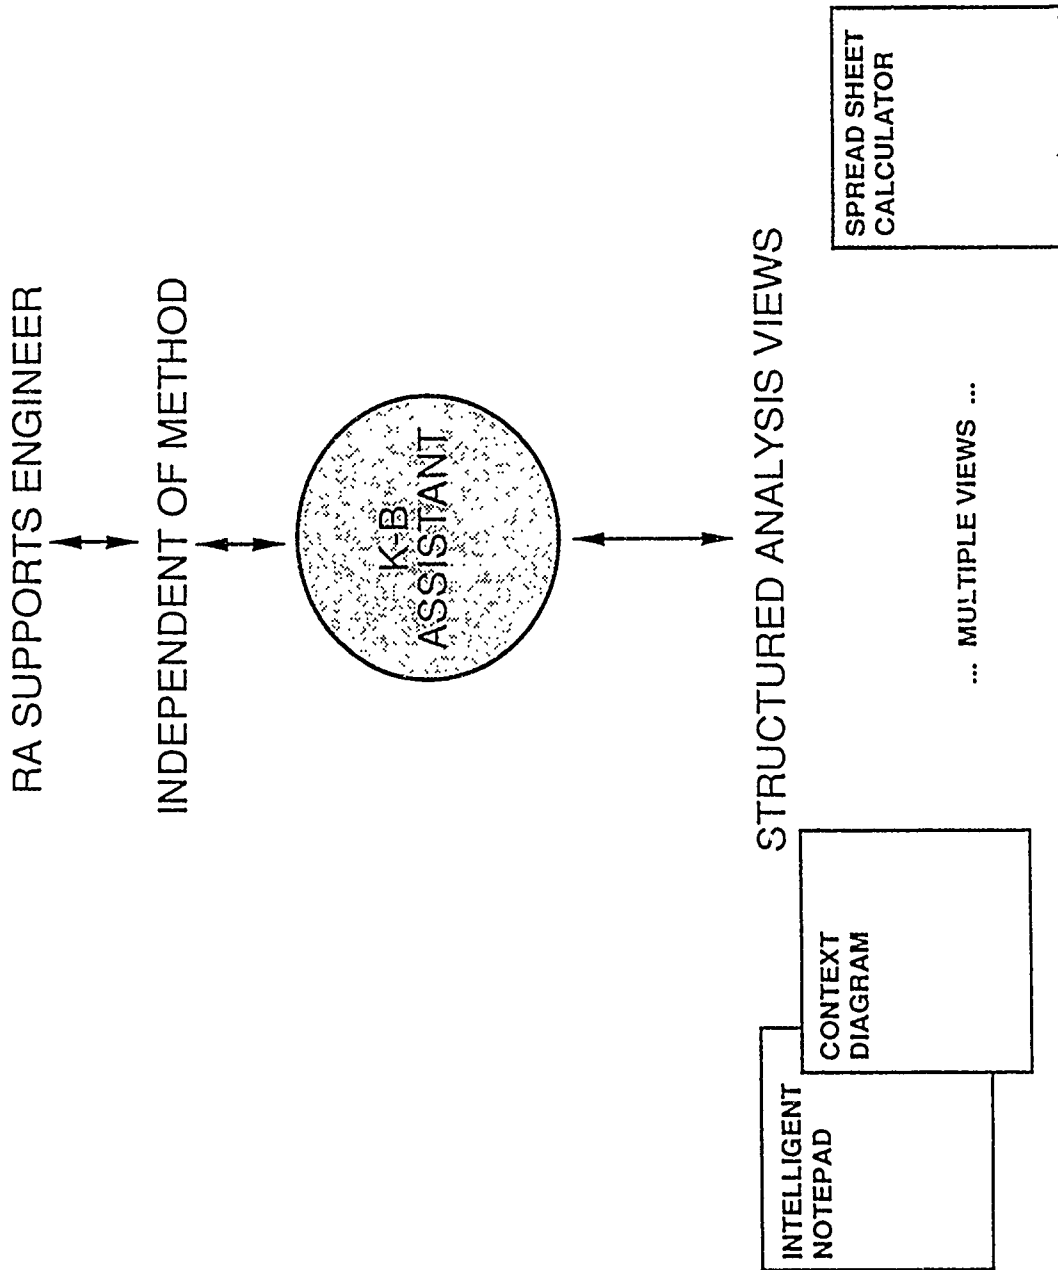 RA SUPPORTS ENGINEER
INDEPENDENT OF METHOD
K-B
ASSISTANT
STRUCTURED ANALYSIS VIEWS
INTELLIGENT
NOTEPAD
CONTEXT
DIAGRAM
... MULTIPLE VIEWS ...
SPREAD SHEET
CALCULATOR